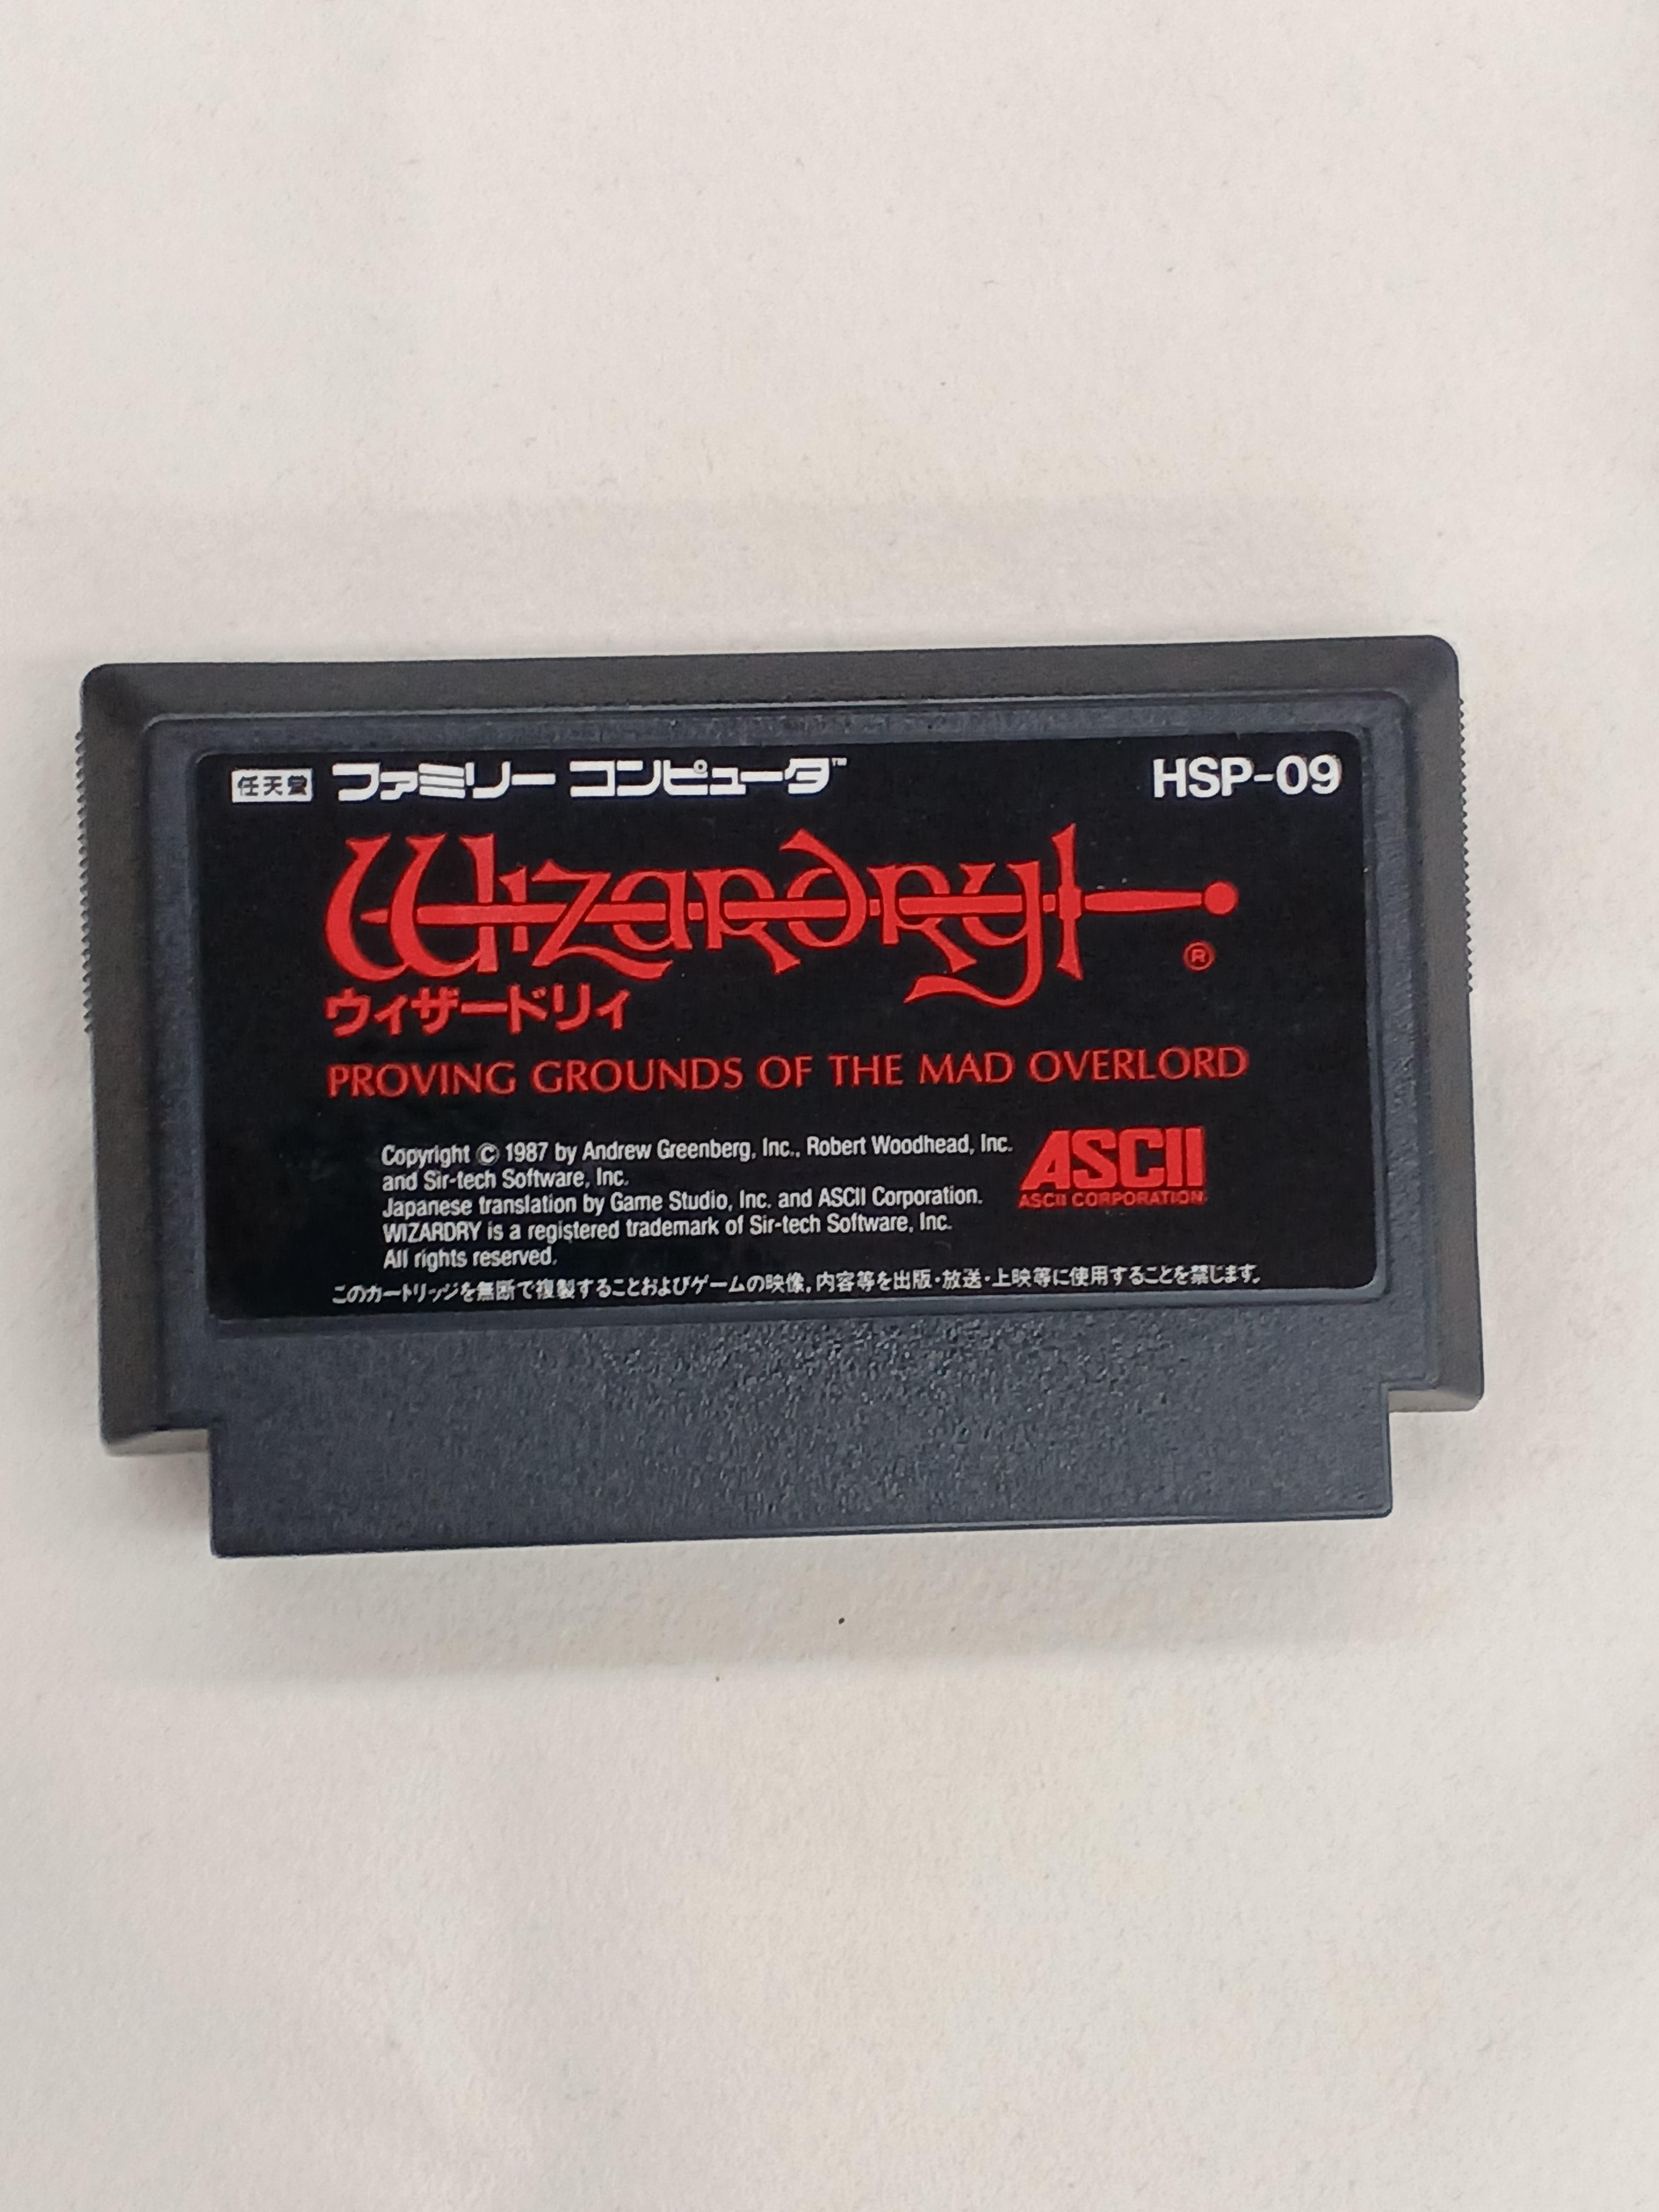 任天堂 ファミリー コンピュータ™ HSP-09
Wizardry
®
ウィザードリィ
PROVING GROUNDS OF THE MAD OVERLORD
Copyright © 1987 by Andrew Greenberg, Inc., Robert Woodhead, Inc.
and Sir-tech Software, Inc.
Japanese translation by Game Studio, Inc. and ASCII Corporation.
WIZARDRY is a registered trademark of Sir-tech Software, Inc.
All rights reserved.
ASCII
ASCII CORPORATION
このカートリッジを無断で複製することおよびゲームの映像,内容等を出版・放送・上映等に使用することを禁じます。